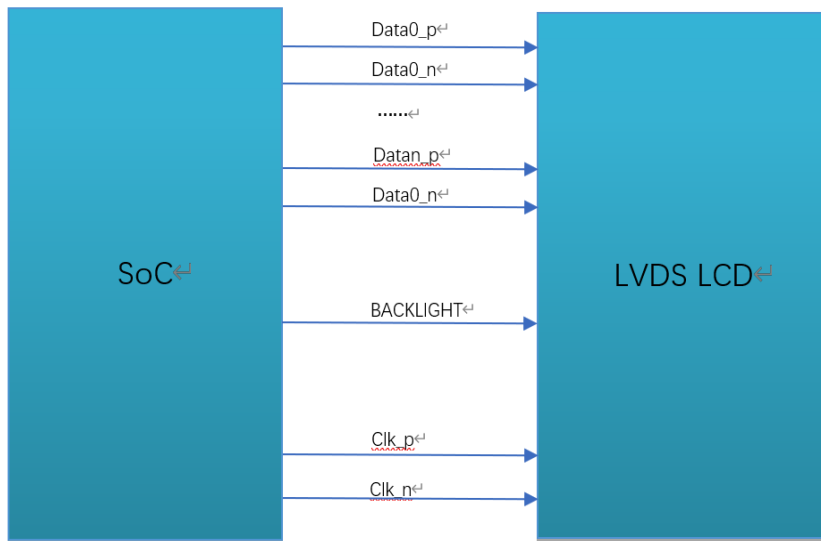 Data0_p
Data0_n
......
Datan_p
Data0_n
SoC
LVDS LCD
BACKLIGHT
Clk_p
Clk_n